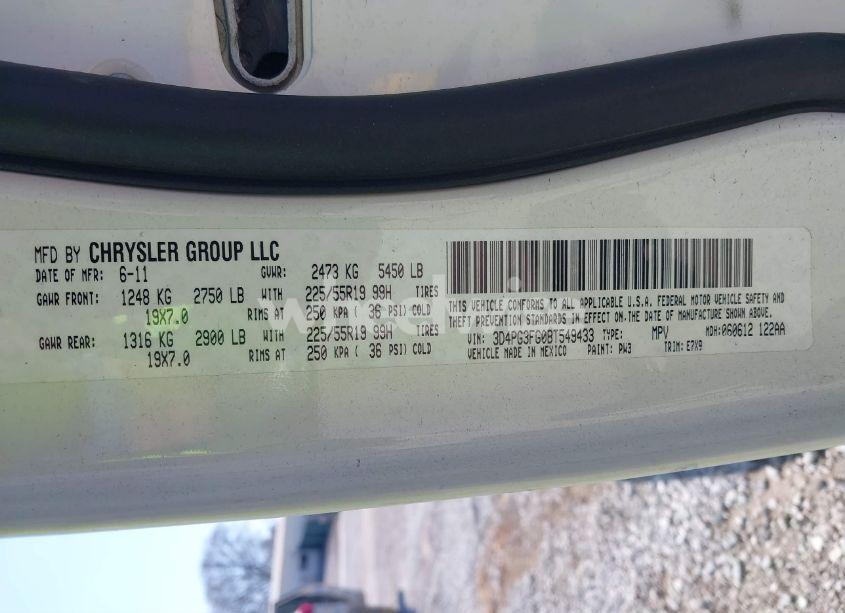 MFD BY CHRYSLER GROUP LLC
DATE OF MFR: 6-11 GVWR: 2473 KG 5450 LB
GAWR FRONT: 1248 KG 2750 LB WITH 225/55R19 99H TIRES
19X7.0 RIMS AT 250 KPA ( 36 PSI) COLD
GAWR REAR: 1316 KG 2900 LB WITH 225/55R19 99H TIRES
19X7.0 RIMS AT 250 KPA ( 36 PSI) COLD
THIS VEHICLE CONFORMS TO ALL APPLICABLE U.S.A. FEDERAL MOTOR VEHICLE SAFETY AND
THEFT PREVENTION STANDARDS IN EFFECT ON THE DATE OF MANUFACTURE SHOWN ABOVE.
VIN: 3D4PG3FG0BT549433 TYPE: MPV MDH: 060612 122AA
VEHICLE MADE IN MEXICO PAINT: PW3 TRIM: E7X9